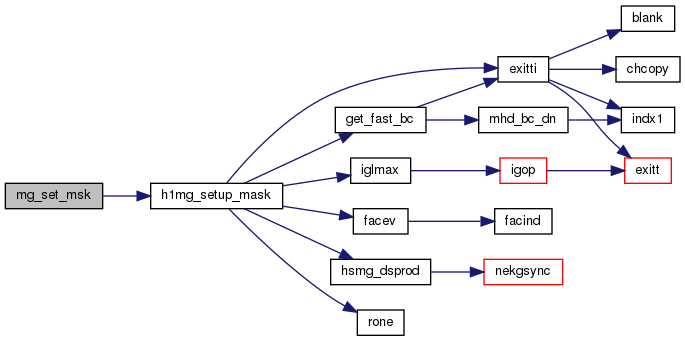 blank
exitti
chcopy
get_fast_bc
mhd_bc_dn
indx1
iglmax
igop
exitt
mg_set_msk
h1mg_setup_mask
facev
facind
hsmg_dsprod
nekgsync
rone